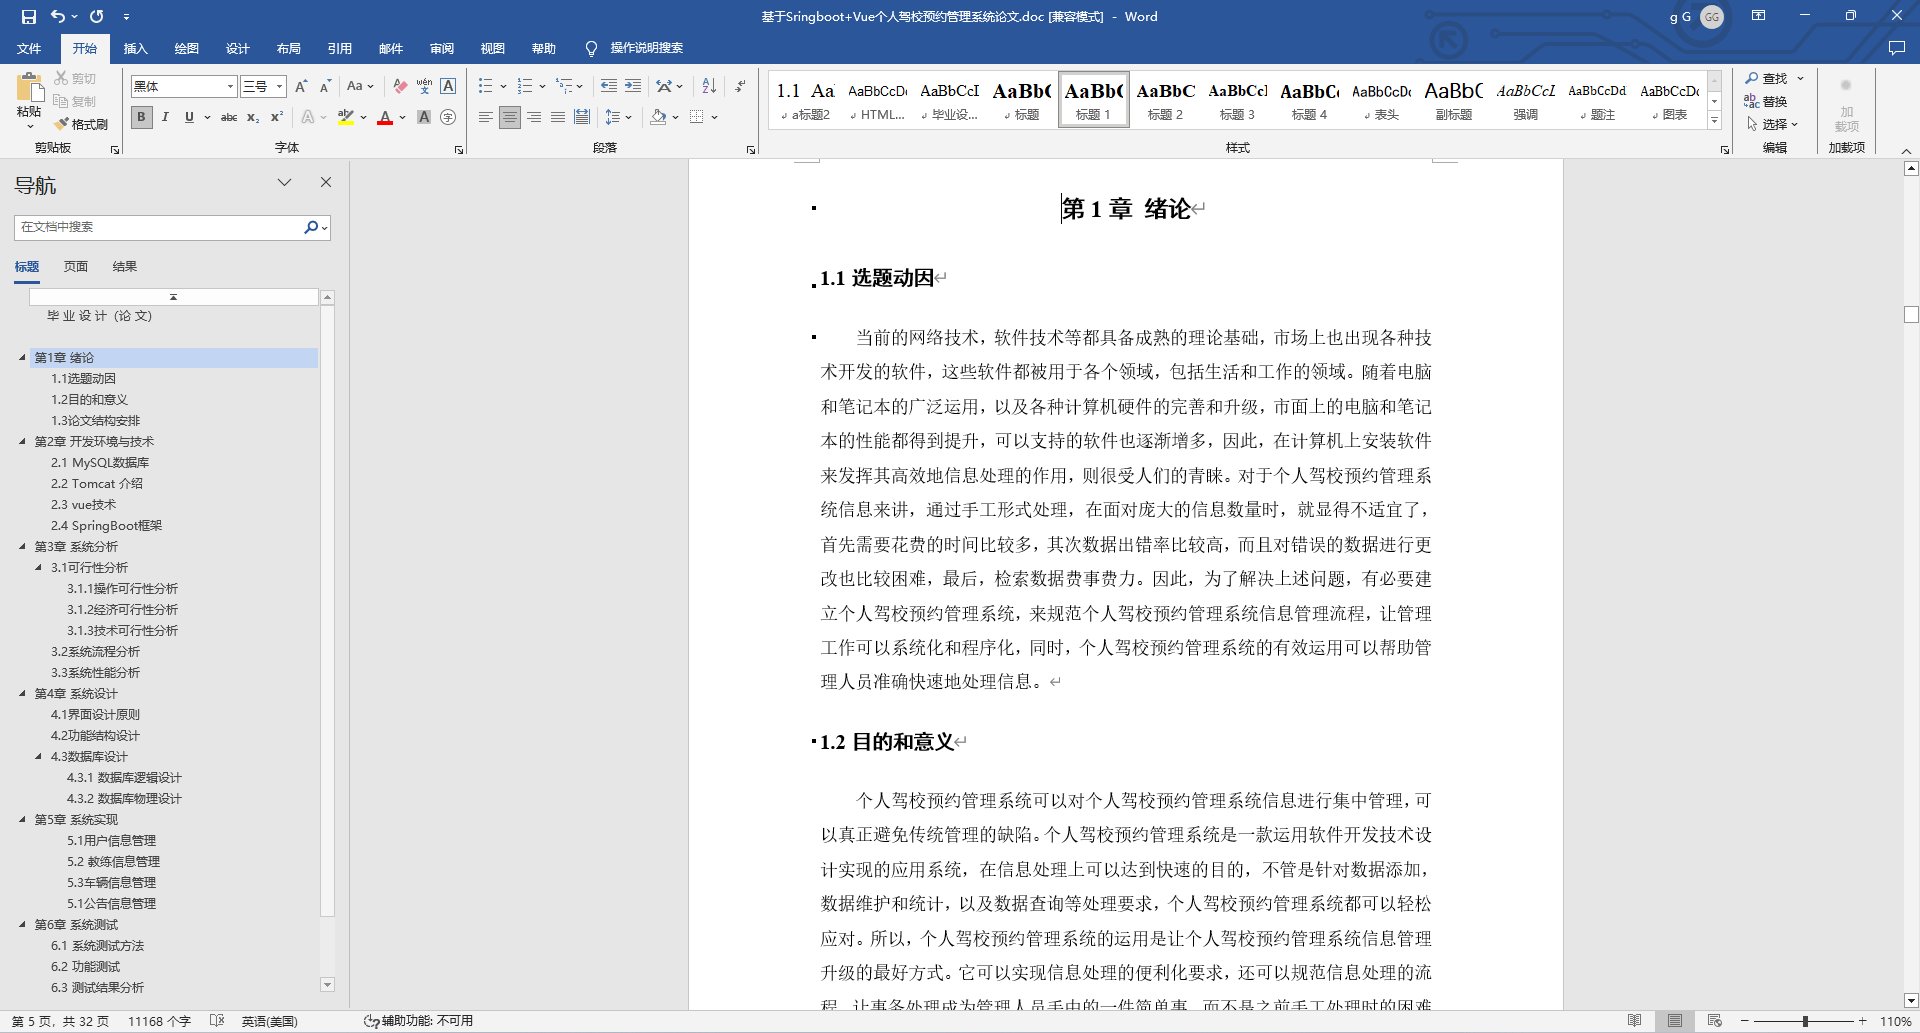 基于Sringboot+Vue个人驾校预约管理系统论文.doc [兼容模式] - Word
g G GG
文件 开始 插入 绘图 设计 布局 引用 邮件 审阅 视图 帮助 操作说明搜索
粘贴 剪切 复制 格式刷 剪贴板
黑体 三号 字体
段落
1.1 Aa AaBbCcD AaBbCcI AaBb( AaBb( AaBbC AaBbCcI AaBbC AaBbCcDc AaBbC AaBbCcL AaBbCcDd AaBbCcDc
a标题2 HTML... 毕业设... 标题 标题 1 标题 2 标题 3 标题 4 表头 副标题 强调 题注 图表
样式
查找 替换 选择 编辑
加载项 加载项
导航
在文档中搜索
标题 页面 结果
毕 业 设 计（论 文）
第1章 绪论
1.1选题动因
1.2目的和意义
1.3论文结构安排
第2章 开发环境与技术
2.1 MySQL数据库
2.2 Tomcat 介绍
2.3 vue技术
2.4 SpringBoot框架
第3章 系统分析
3.1可行性分析
3.1.1操作可行性分析
3.1.2经济可行性分析
3.1.3技术可行性分析
3.2系统流程分析
3.3系统性能分析
第4章 系统设计
4.1界面设计原则
4.2功能结构设计
4.3数据库设计
4.3.1 数据库逻辑设计
4.3.2 数据库物理设计
第5章 系统实现
5.1用户信息管理
5.2 教练信息管理
5.3车辆信息管理
5.1公告信息管理
第6章 系统测试
6.1 系统测试方法
6.2 功能测试
6.3 测试结果分析
第 1 章 绪论
1.1 选题动因
当前的网络技术，软件技术等都具备成熟的理论基础，市场上也出现各种技
术开发的软件，这些软件都被用于各个领域，包括生活和工作的领域。随着电脑
和笔记本的广泛运用，以及各种计算机硬件的完善和升级，市面上的电脑和笔记
本的性能都得到提升，可以支持的软件也逐渐增多，因此，在计算机上安装软件
来发挥其高效地信息处理的作用，则很受人们的青睐。对于个人驾校预约管理系
统信息来讲，通过手工形式处理，在面对庞大的信息数量时，就显得不适宜了，
首先需要花费的时间比较多，其次数据出错率比较高，而且对错误的数据进行更
改也比较困难，最后，检索数据费事费力。因此，为了解决上述问题，有必要建
立个人驾校预约管理系统，来规范个人驾校预约管理系统信息管理流程，让管理
工作可以系统化和程序化，同时，个人驾校预约管理系统的有效运用可以帮助管
理人员准确快速地处理信息。
1.2 目的和意义
个人驾校预约管理系统可以对个人驾校预约管理系统信息进行集中管理，可
以真正避免传统管理的缺陷。个人驾校预约管理系统是一款运用软件开发技术设
计实现的应用系统，在信息处理上可以达到快速的目的，不管是针对数据添加，
数据维护和统计，以及数据查询等处理要求，个人驾校预约管理系统都可以轻松
应对。所以，个人驾校预约管理系统的运用是让个人驾校预约管理系统信息管理
升级的最好方式。它可以实现信息处理的便利化要求，还可以规范信息处理的流
程，让事务处理成为管理人员手中的一件简单事，而不是之前手工处理时的困难
第 5 页，共 32 页 11168 个字 英语(美国) 辅助功能: 不可用 110%